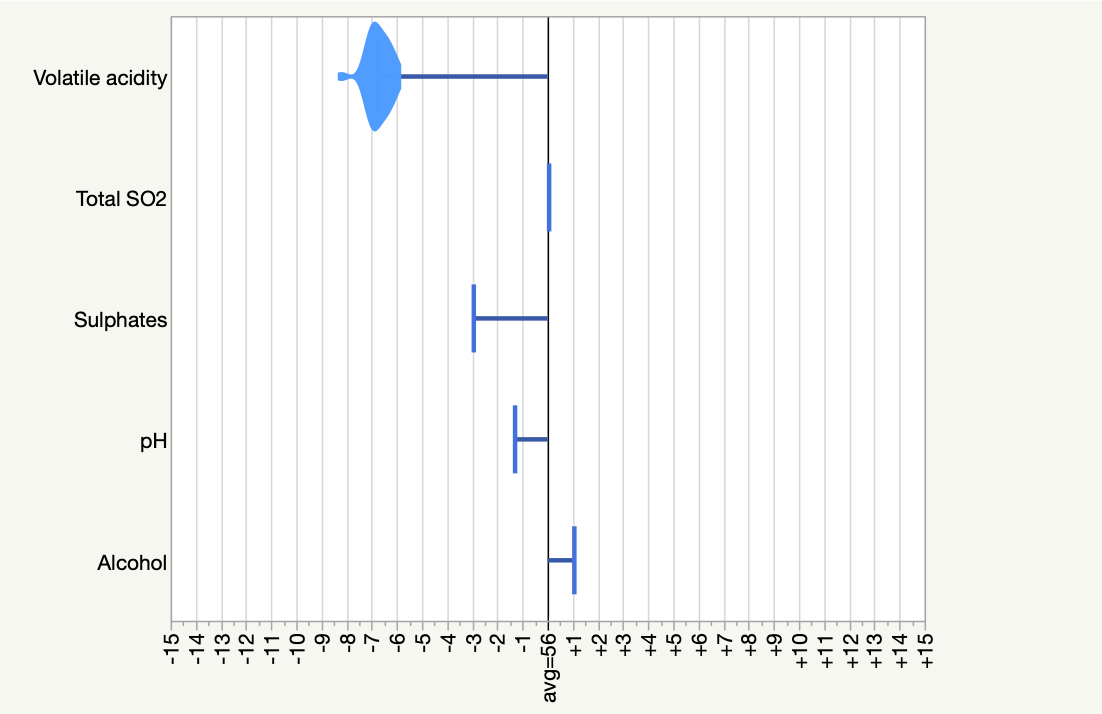 Volatile acidity
Total SO2
Sulphates
pH
Alcohol
-15 -14 -13 -12 -11 -10 -9 -8 -7 -6 -5 -4 -3 -2 -1 avg=56 +1 +2 +3 +4 +5 +6 +7 +8 +9 +10 +11 +12 +13 +14 +15